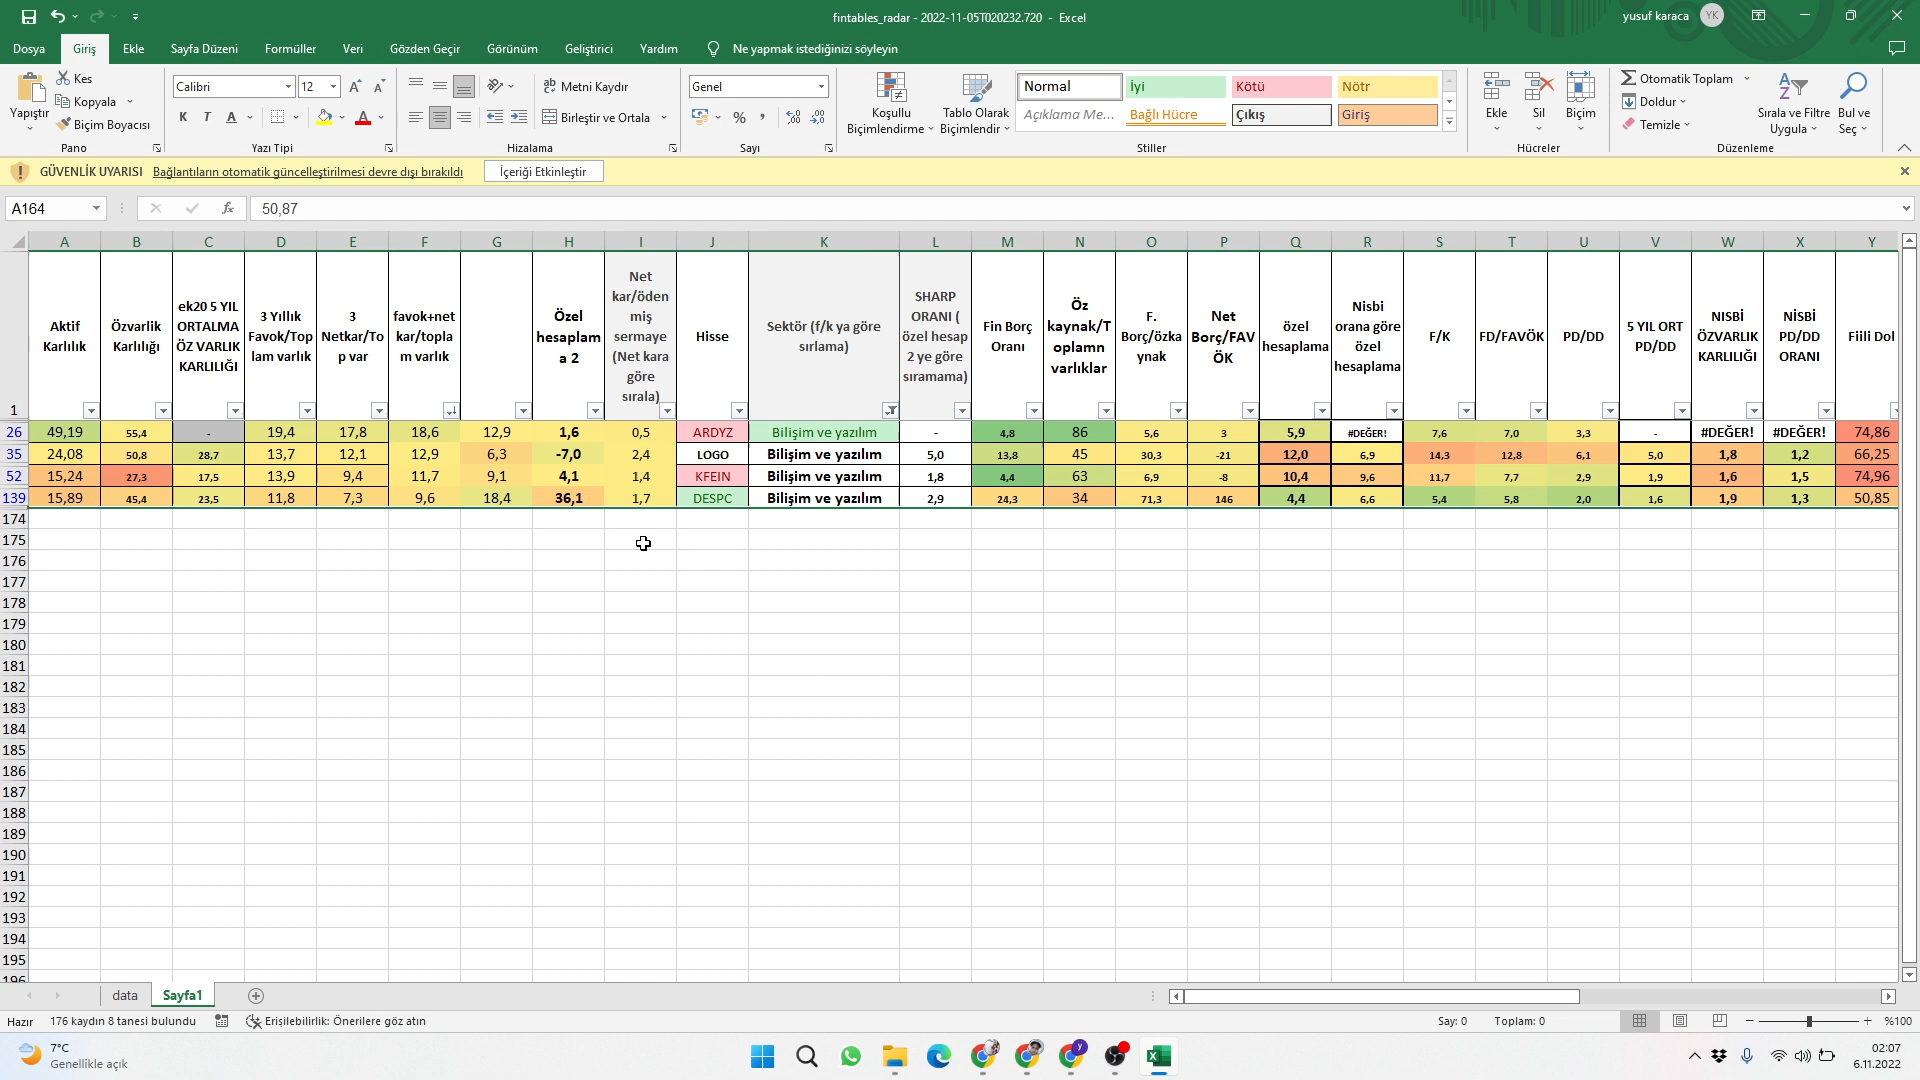 fintables_radar - 2022-11-05T020232.720 - Excel
yusuf karaca YK
Dosya Giriş Ekle Sayfa Düzeni Formüller Veri Gözden Geçir Görünüm Geliştirici Yardım Ne yapmak istediğinizi söyleyin
Yapıştır
Kes
Kopyala
Biçim Boyacısı
Pano
Calibri 12
K T A
Yazı Tipi
Metni Kaydır
Birleştir ve Ortala
Hizalama
Genel
Sayı
Koşullu Biçimlendirme
Tablo Olarak Biçimlendir
Normal İyi Kötü Nötr
Açıklama Me... Bağlı Hücre Çıkış Giriş
Stiller
Ekle Sil Biçim
Hücreler
Otomatik Toplam
Doldur
Temizle
Sırala ve Filtre Uygula
Bul ve Seç
Düzenleme
GÜVENLİK UYARISI Bağlantıların otomatik güncelleştirilmesi devre dışı bırakıldı İçeriği Etkinleştir
A164 fx 50,87
A B C D E F G H I J K L M N O P Q R S T U V W X Y
1
Aktif Karlılık
Özvarlik Karlılığı
ek20 5 YIL ORTALMA ÖZ VARLIK KARLILIĞI
3 Yıllık Favok/Top lam varlık
3 Netkar/To p var
favok+net kar/topla m varlık
Özel hesaplam a 2
Net kar/öden miş sermaye (Net kara göre sırala)
Hisse
Sektör (f/k ya göre sırlama)
SHARP ORANI ( özel hesap 2 ye göre sıramama)
Fin Borç Oranı
Öz kaynak/T oplamn varlıklar
F. Borç/özka ynak
Net Borç/FAV ÖK
özel hesaplama
Nisbi orana göre özel hesaplama
F/K
FD/FAVÖK
PD/DD
5 YIL ORT PD/DD
NISBİ ÖZVARLIK KARLILIĞI
NİSBİ PD/DD ORANI
Fiili Dol
26 49,19 55,4 - 19,4 17,8 18,6 12,9 1,6 0,5 ARDYZ Bilişim ve yazılım - 4,8 86 5,6 3 5,9 #DEĞER! 7,6 7,0 3,3 - #DEĞER! #DEĞER! 74,86
35 24,08 50,8 28,7 13,7 12,1 12,9 6,3 -7,0 2,4 LOGO Bilişim ve yazılım 5,0 13,8 45 30,3 -21 12,0 6,9 14,3 12,8 6,1 5,0 1,8 1,2 66,25
52 15,24 27,3 17,5 13,9 9,4 11,7 9,1 4,1 1,4 KFEIN Bilişim ve yazılım 1,8 4,4 63 6,9 -8 10,4 9,6 11,7 7,7 2,9 1,9 1,6 1,5 74,96
139 15,89 45,4 23,5 11,8 7,3 9,6 18,4 36,1 1,7 DESPC Bilişim ve yazılım 2,9 24,3 34 71,3 146 4,4 6,6 5,4 5,8 2,0 1,6 1,9 1,3 50,85
174
175
176
177
178
179
180
181
182
183
184
185
186
187
188
189
190
191
192
193
194
195
196
data Sayfa1
Hazır 176 kaydın 8 tanesi bulundu Erişilebilirlik: Önerilere göz atın Say: 0 Toplam: 0 %100
7°C
Genellikle açık
02:07
6.11.2022